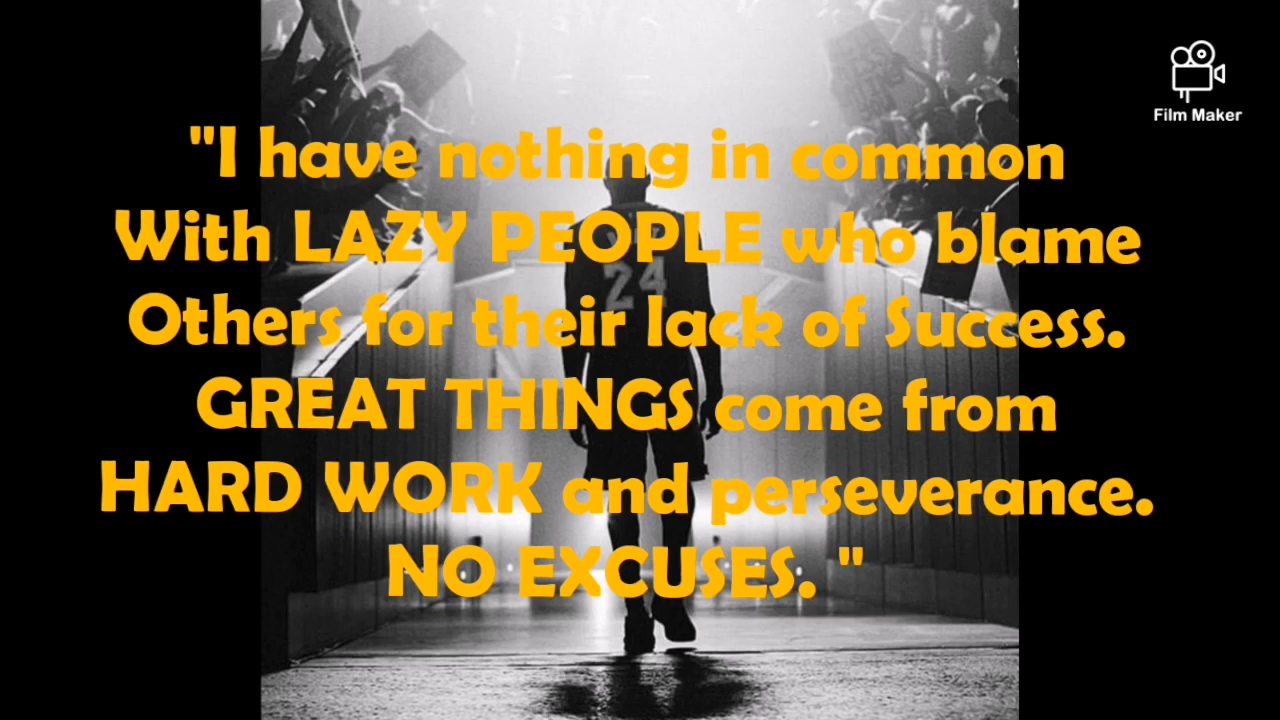 Film Maker
"I have nothing in common
With LAZY PEOPLE who blame
Others for their lack of Success.
GREAT THINGS come from
HARD WORK and perseverance.
NO EXCUSES. "
24